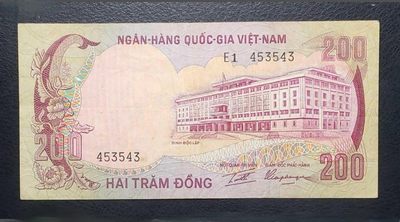 NGÂN-HÀNG QUỐC-GIA VIỆT-NAM
200
E1 453543
200
DINH ĐỘC LẬP
453543
200
HAI TRĂM ĐỒNG